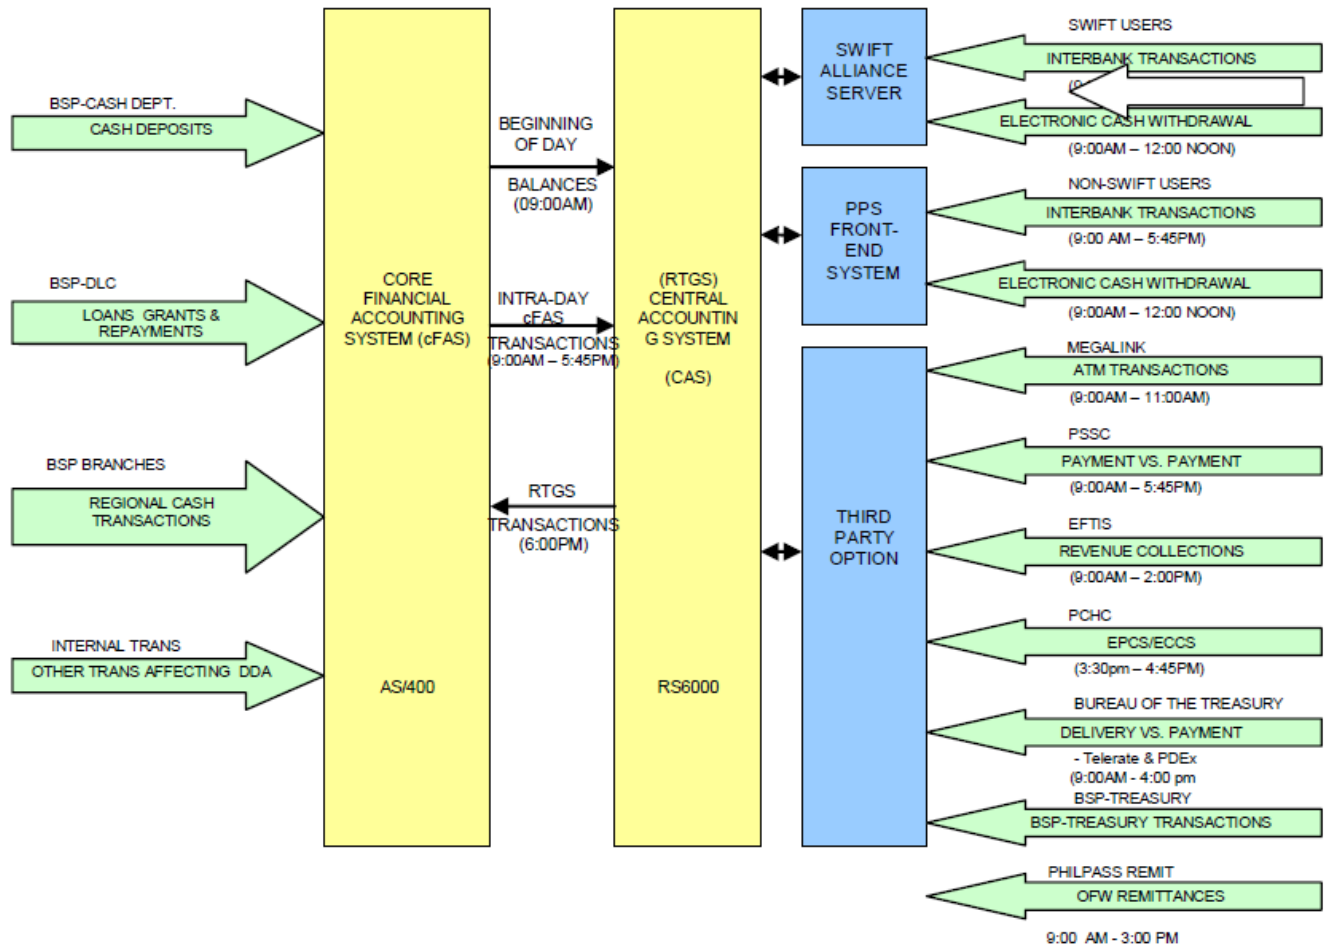 BSP-CASH DEPT.
CASH DEPOSITS
BSP-DLC
LOANS GRANTS &
REPAYMENTS
BSP BRANCHES
REGIONAL CASH
TRANSACTIONS
INTERNAL TRANS
OTHER TRANS AFFECTING DDA
CORE
FINANCIAL
ACCOUNTING
SYSTEM (cFAS)
AS/400
BEGINNING
OF DAY
BALANCES
(09:00AM)
INTRA-DAY
cFAS
TRANSACTIONS
(9:00AM – 5:45PM)
RTGS
TRANSACTIONS
(6:00PM)
(RTGS)
CENTRAL
ACCOUNTIN
G SYSTEM
(CAS)
RS6000
SWIFT
ALLIANCE
SERVER
PPS
FRONT-
END
SYSTEM
THIRD
PARTY
OPTION
SWIFT USERS
INTERBANK TRANSACTIONS
ELECTRONIC CASH WITHDRAWAL
(9:00AM – 12:00 NOON)
NON-SWIFT USERS
INTERBANK TRANSACTIONS
(9:00 AM – 5:45PM)
ELECTRONIC CASH WITHDRAWAL
(9:00AM – 12:00 NOON)
MEGALINK
ATM TRANSACTIONS
(9:00AM – 11:00AM)
PSSC
PAYMENT VS. PAYMENT
(9:00AM – 5:45PM)
EFTIS
REVENUE COLLECTIONS
(9:00AM – 2:00PM)
PCHC
EPCS/ECCS
(3:30pm – 4:45PM)
BUREAU OF THE TREASURY
DELIVERY VS. PAYMENT
- Telerate & PDEx
(9:00AM - 4:00 pm
BSP-TREASURY
BSP-TREASURY TRANSACTIONS
PHILPASS REMIT
OFW REMITTANCES
9:00 AM - 3:00 PM